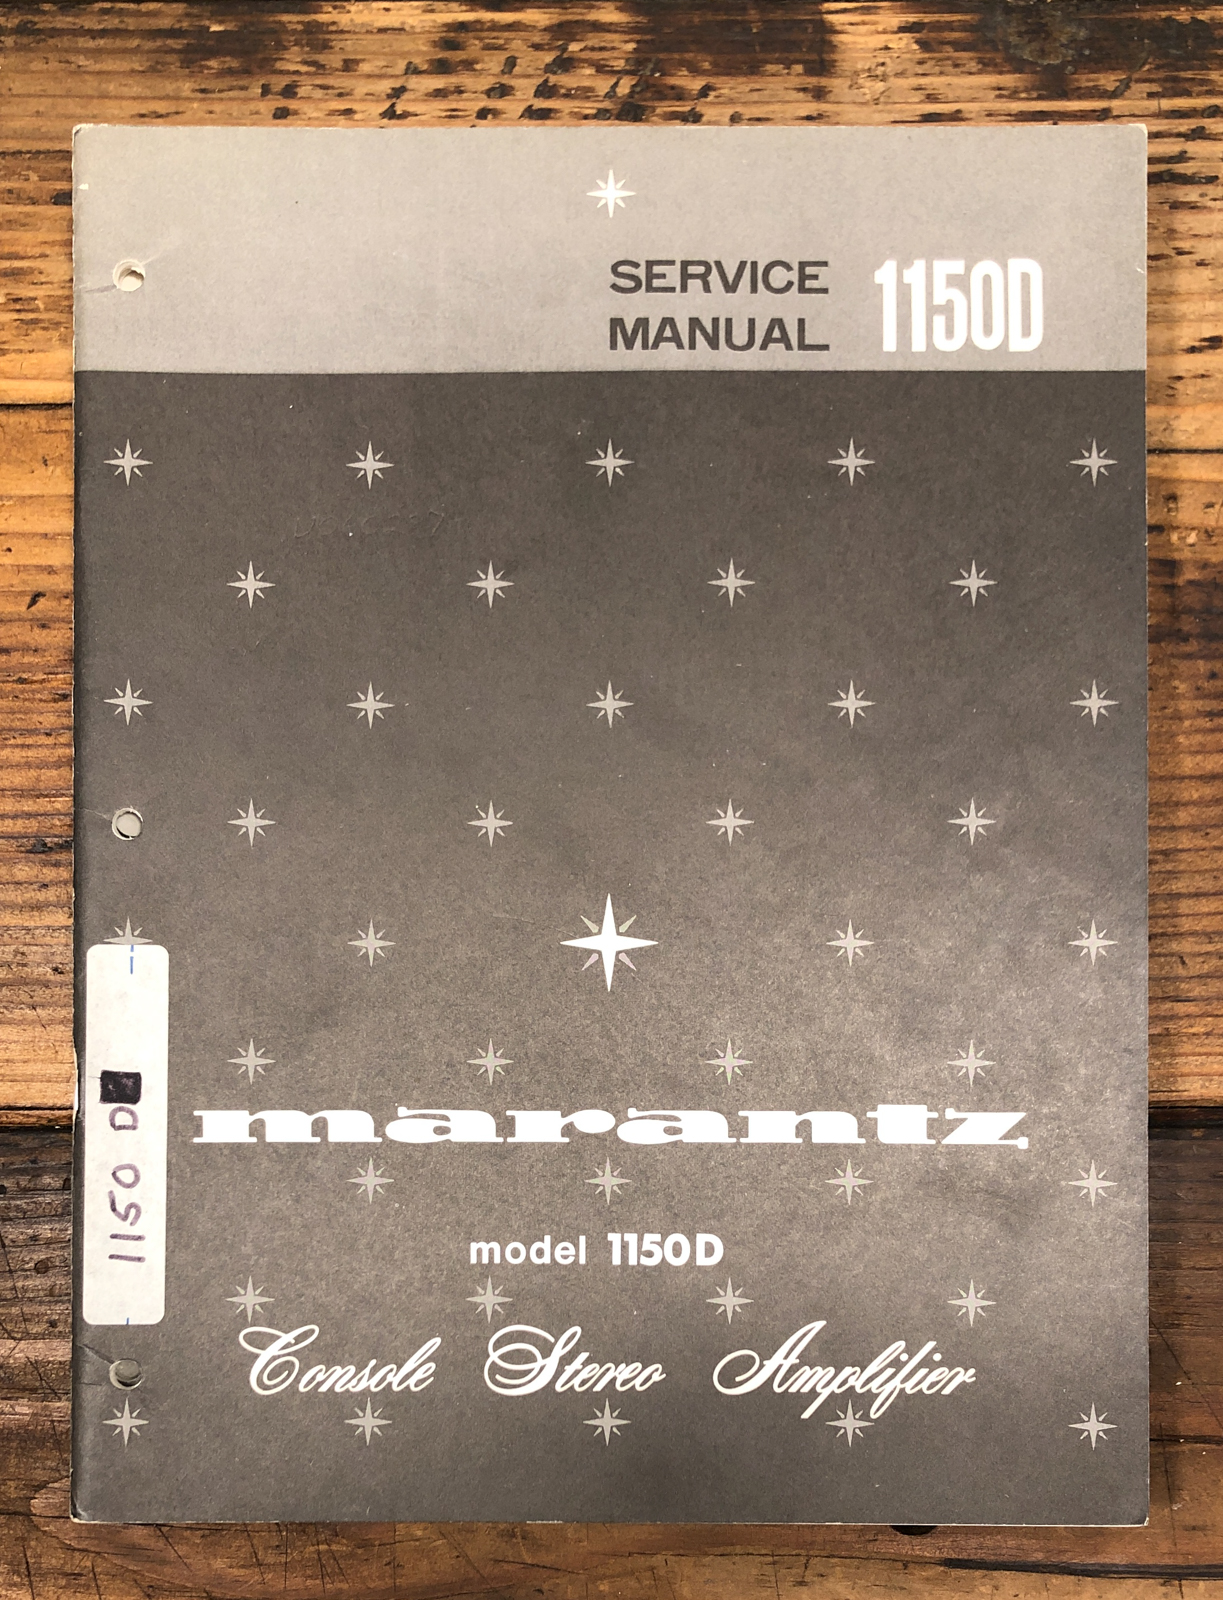 SERVICE
MANUAL
1150D
marantz
model 1150D
Console Stereo Amplifier
1150 D